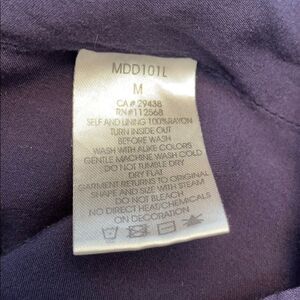 MDD101L
M
CA# 29438
RN#112568
SELF AND LINING 100%RAYON
TURN INSIDE OUT
BEFORE WASH
WASH WITH ALIKE COLORS
GENTLE MACHINE WASH COLD
DO NOT TUMBLE DRY
DRY FLAT
GARMENT RETURNS TO ORIGINAL
SHAPE AND SIZE WITH STEAM
DO NOT BLEACH
NO DIRECT HEAT/CHEMICALS
ON DECORATION